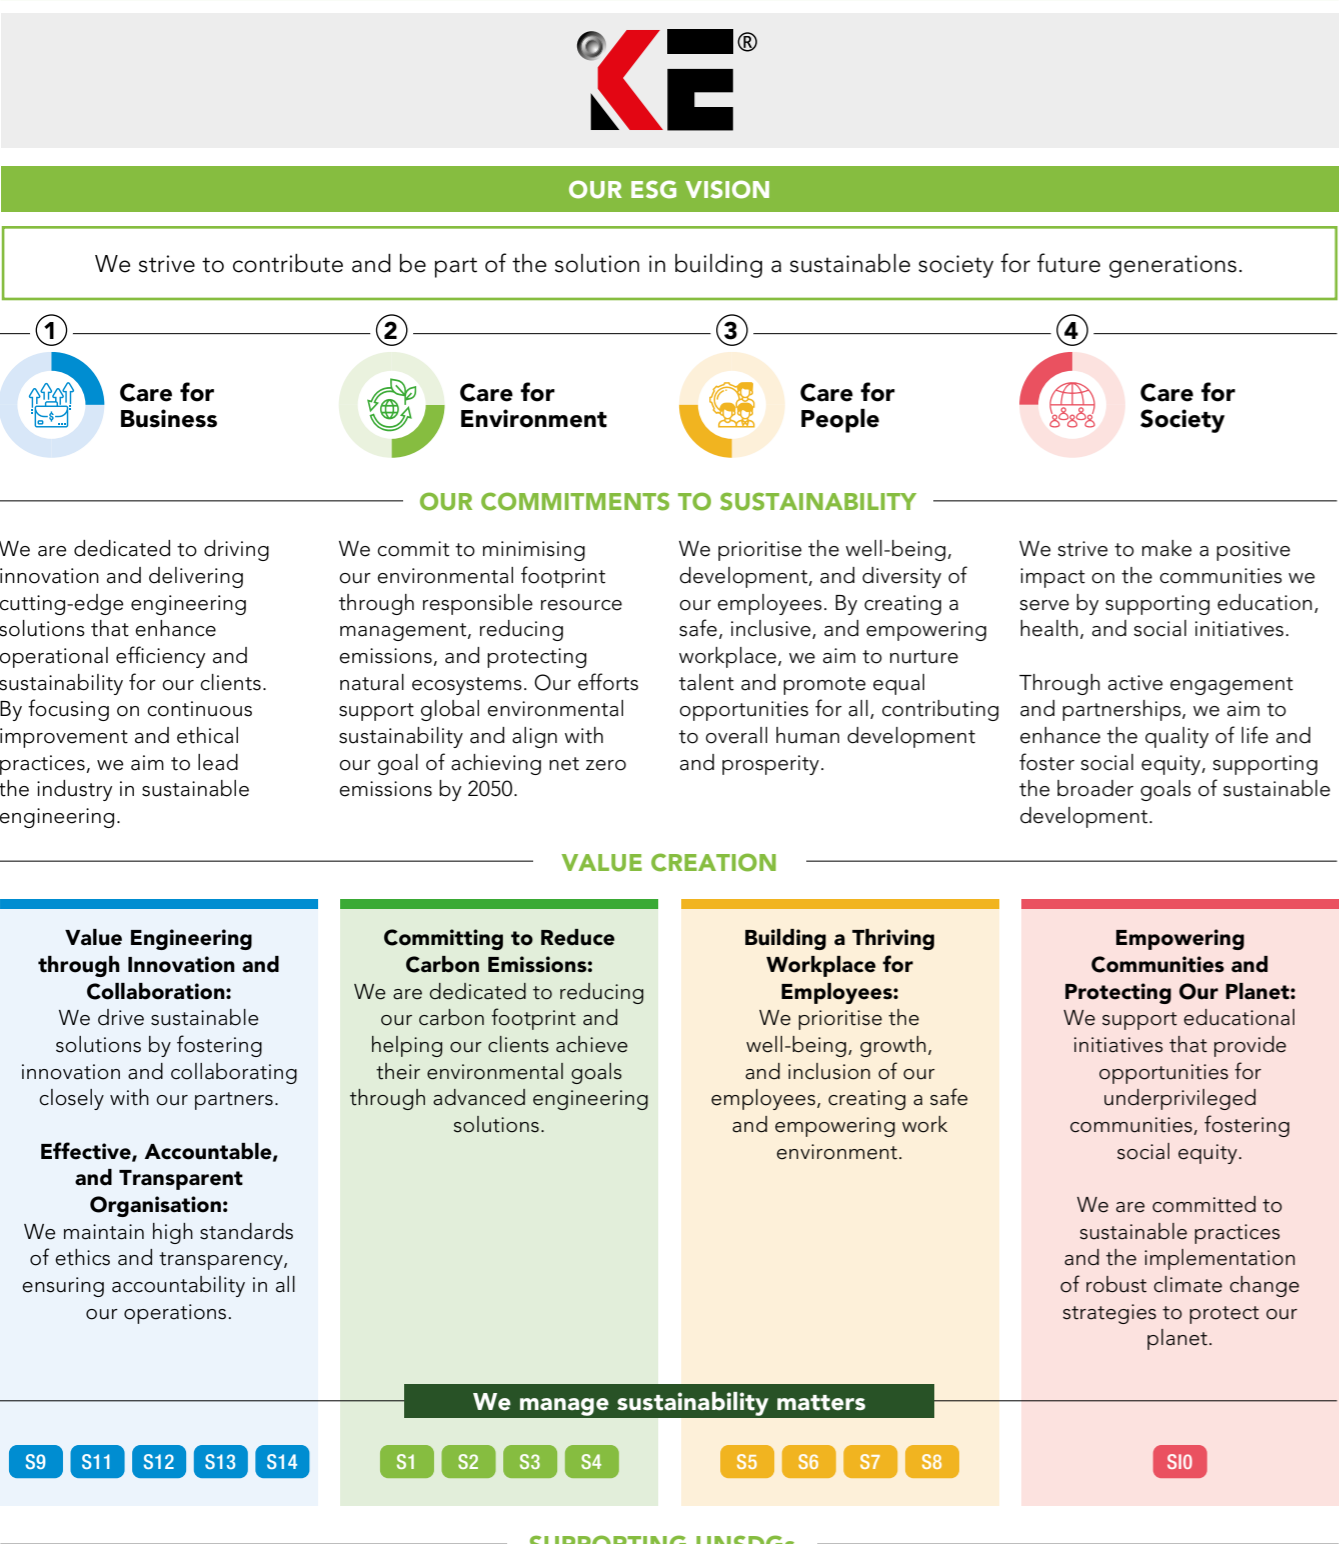 KE®
OUR ESG VISION
We strive to contribute and be part of the solution in building a sustainable society for future generations.
1
Care for
Business
2
Care for
Environment
3
Care for
People
4
Care for
Society
OUR COMMITMENTS TO SUSTAINABILITY
We are dedicated to driving
innovation and delivering
cutting-edge engineering
solutions that enhance
operational efficiency and
sustainability for our clients.
By focusing on continuous
improvement and ethical
practices, we aim to lead
the industry in sustainable
engineering.
We commit to minimising
our environmental footprint
through responsible resource
management, reducing
emissions, and protecting
natural ecosystems. Our efforts
support global environmental
sustainability and align with
our goal of achieving net zero
emissions by 2050.
We prioritise the well-being,
development, and diversity of
our employees. By creating a
safe, inclusive, and empowering
workplace, we aim to nurture
talent and promote equal
opportunities for all, contributing
to overall human development
and prosperity.
We strive to make a positive
impact on the communities we
serve by supporting education,
health, and social initiatives.
Through active engagement
and partnerships, we aim to
enhance the quality of life and
foster social equity, supporting
the broader goals of sustainable
development.
VALUE CREATION
Value Engineering
through Innovation and
Collaboration:
We drive sustainable
solutions by fostering
innovation and collaborating
closely with our partners.
Effective, Accountable,
and Transparent
Organisation:
We maintain high standards
of ethics and transparency,
ensuring accountability in all
our operations.
Committing to Reduce
Carbon Emissions:
We are dedicated to reducing
our carbon footprint and
helping our clients achieve
their environmental goals
through advanced engineering
solutions.
Building a Thriving
Workplace for
Employees:
We prioritise the
well-being, growth,
and inclusion of our
employees, creating a safe
and empowering work
environment.
Empowering
Communities and
Protecting Our Planet:
We support educational
initiatives that provide
opportunities for
underprivileged
communities, fostering
social equity.
We are committed to
sustainable practices
and the implementation
of robust climate change
strategies to protect our
planet.
We manage sustainability matters
S9 S11 S12 S13 S14
S1 S2 S3 S4
S5 S6 S7 S8
SI0
SUPPORTING UNSDGs